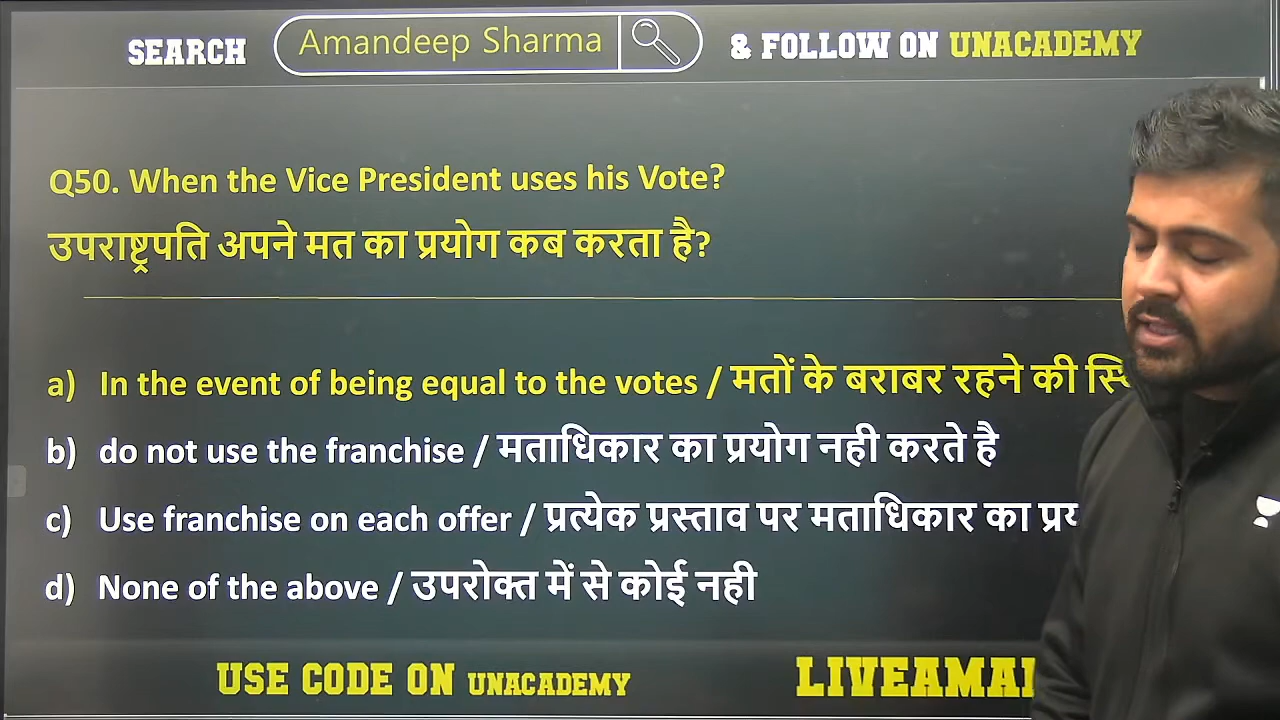 SEARCH Amandeep Sharma & FOLLOW ON UNACADEMY
Q50. When the Vice President uses his Vote?
उपराष्ट्रपति अपने मत का प्रयोग कब करता है?
a) In the event of being equal to the votes / मतों के बराबर रहने की
b) do not use the franchise / मताधिकार का प्रयोग नही करते है
c) Use franchise on each offer / प्रत्येक प्रस्ताव पर मताधिकार का
d) None of the above / उपरोक्त में से कोई नही
USE CODE ON UNACADEMY